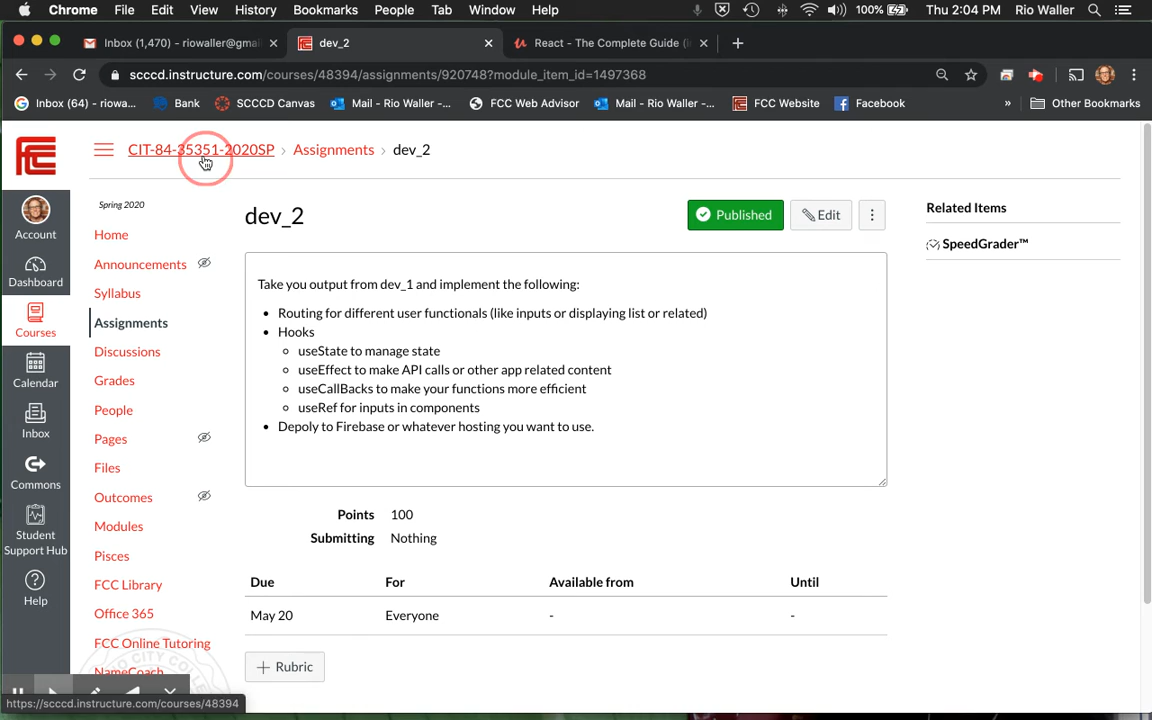 Chrome File Edit View History Bookmarks People Tab Window Help 100% Thu 2:04 PM Rio Waller
Inbox (1,470) - riowaller@gmai dev_2 React - The Complete Guide (i
scccd.instructure.com/courses/48394/assignments/920748?module_item_id=1497368
Inbox (64) - riowa... Bank SCCCD Canvas Mail - Rio Waller -... FCC Web Advisor Mail - Rio Waller -... FCC Website Facebook » Other Bookmarks
CIT-84-35351-2020SP › Assignments › dev_2
Spring 2020
Account
Dashboard
Courses
Calendar
Inbox
Commons
Student
Support Hub
Help
Home
Announcements
Syllabus
Assignments
Discussions
Grades
People
Pages
Files
Outcomes
Modules
Pisces
FCC Library
Office 365
FCC Online Tutoring
NameCoach
dev_2
Published Edit
Take you output from dev_1 and implement the following:
• Routing for different user functionals (like inputs or displaying list or related)
• Hooks
useState to manage state
useEffect to make API calls or other app related content
useCallBacks to make your functions more efficient
useRef for inputs in components
• Depoly to Firebase or whatever hosting you want to use.
Points 100
Submitting Nothing
Due For Available from Until
May 20 Everyone - -
+ Rubric
Related Items
SpeedGrader™
https://scccd.instructure.com/courses/48394